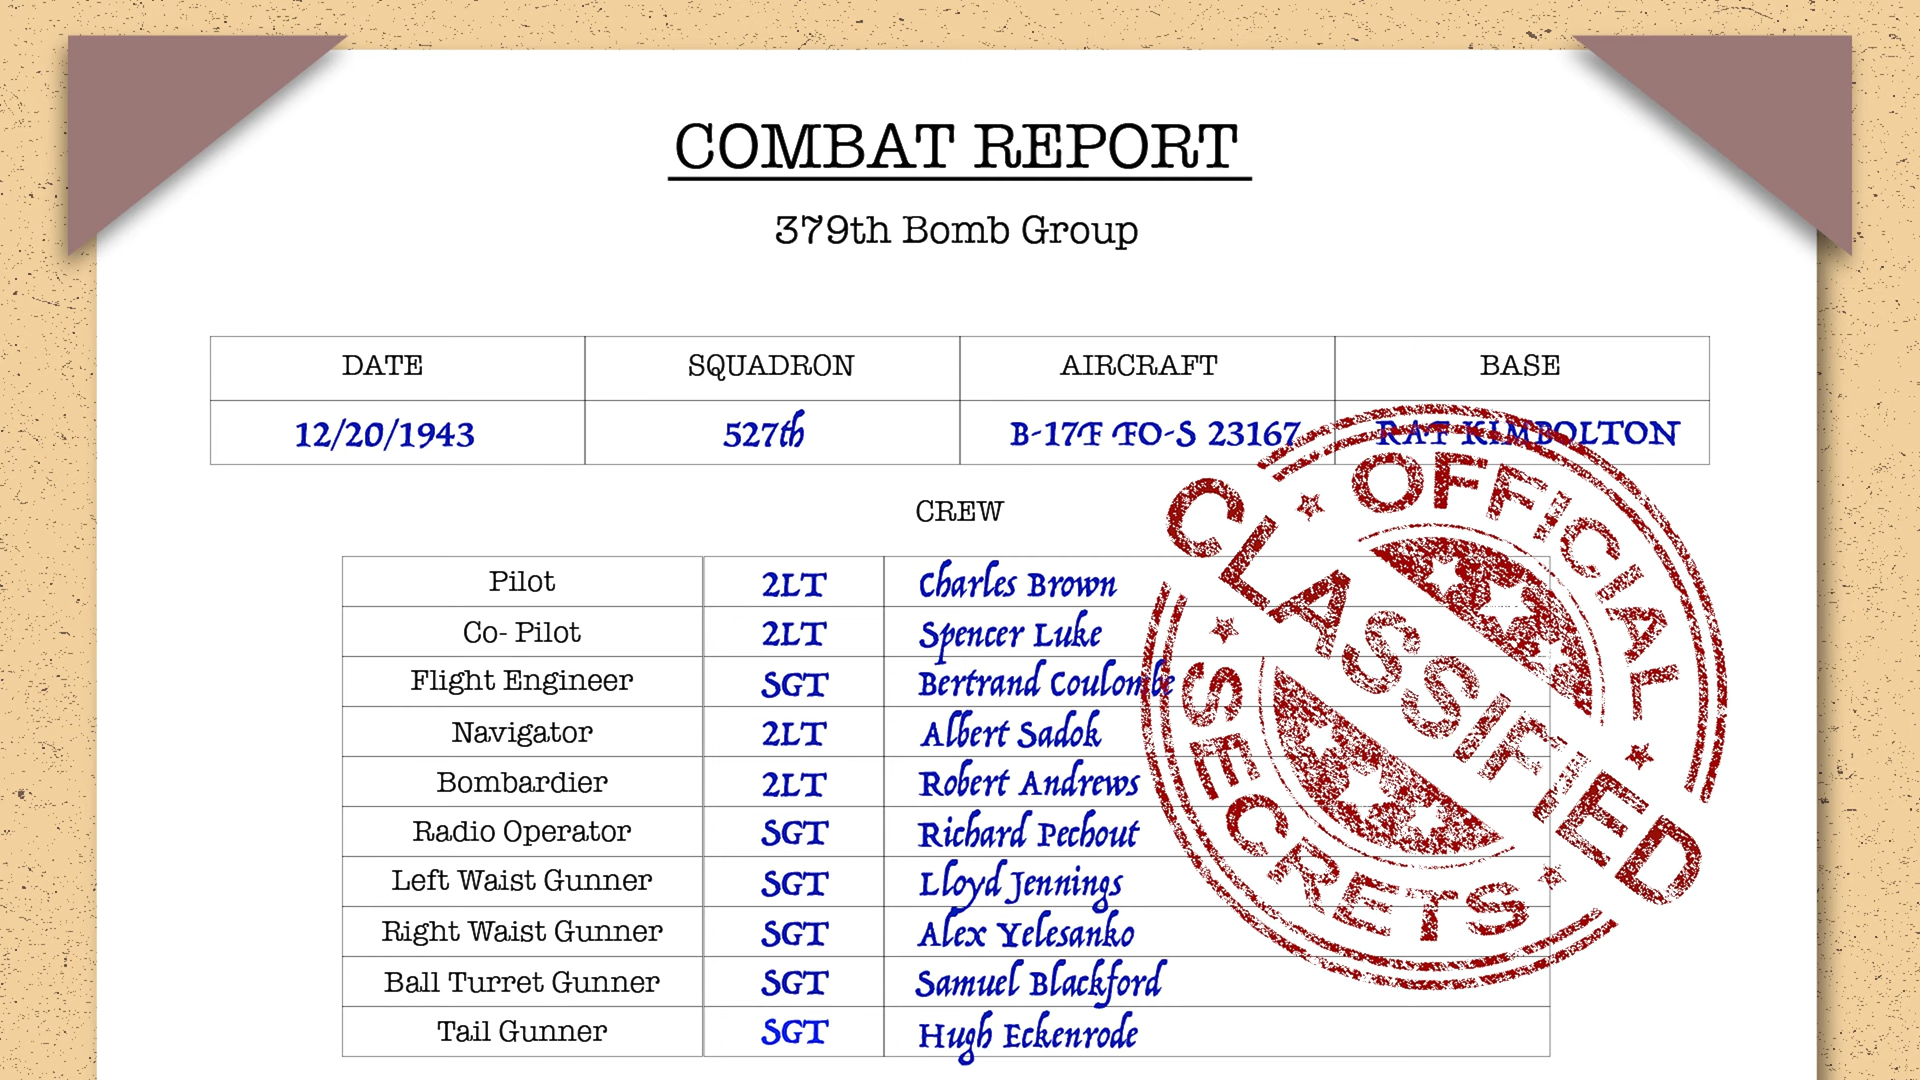 COMBAT REPORT
379th Bomb Group
DATE SQUADRON AIRCRAFT BASE
12/20/1943 527th B-17F FO-S 23167 RAF KIMBOLTON
CREW
Pilot 2LT Charles Brown
Co- Pilot 2LT Spencer Luke
Flight Engineer SGT Bertrand Coulombe
Navigator 2LT Albert Sadok
Bombardier 2LT Robert Andrews
Radio Operator SGT Richard Pechout
Left Waist Gunner SGT Lloyd Jennings
Right Waist Gunner SGT Alex Yelesanko
Ball Turret Gunner SGT Samuel Blackford
Tail Gunner SGT Hugh Eckenrode
OFFICIAL
CLASSIFIED
SECRETS